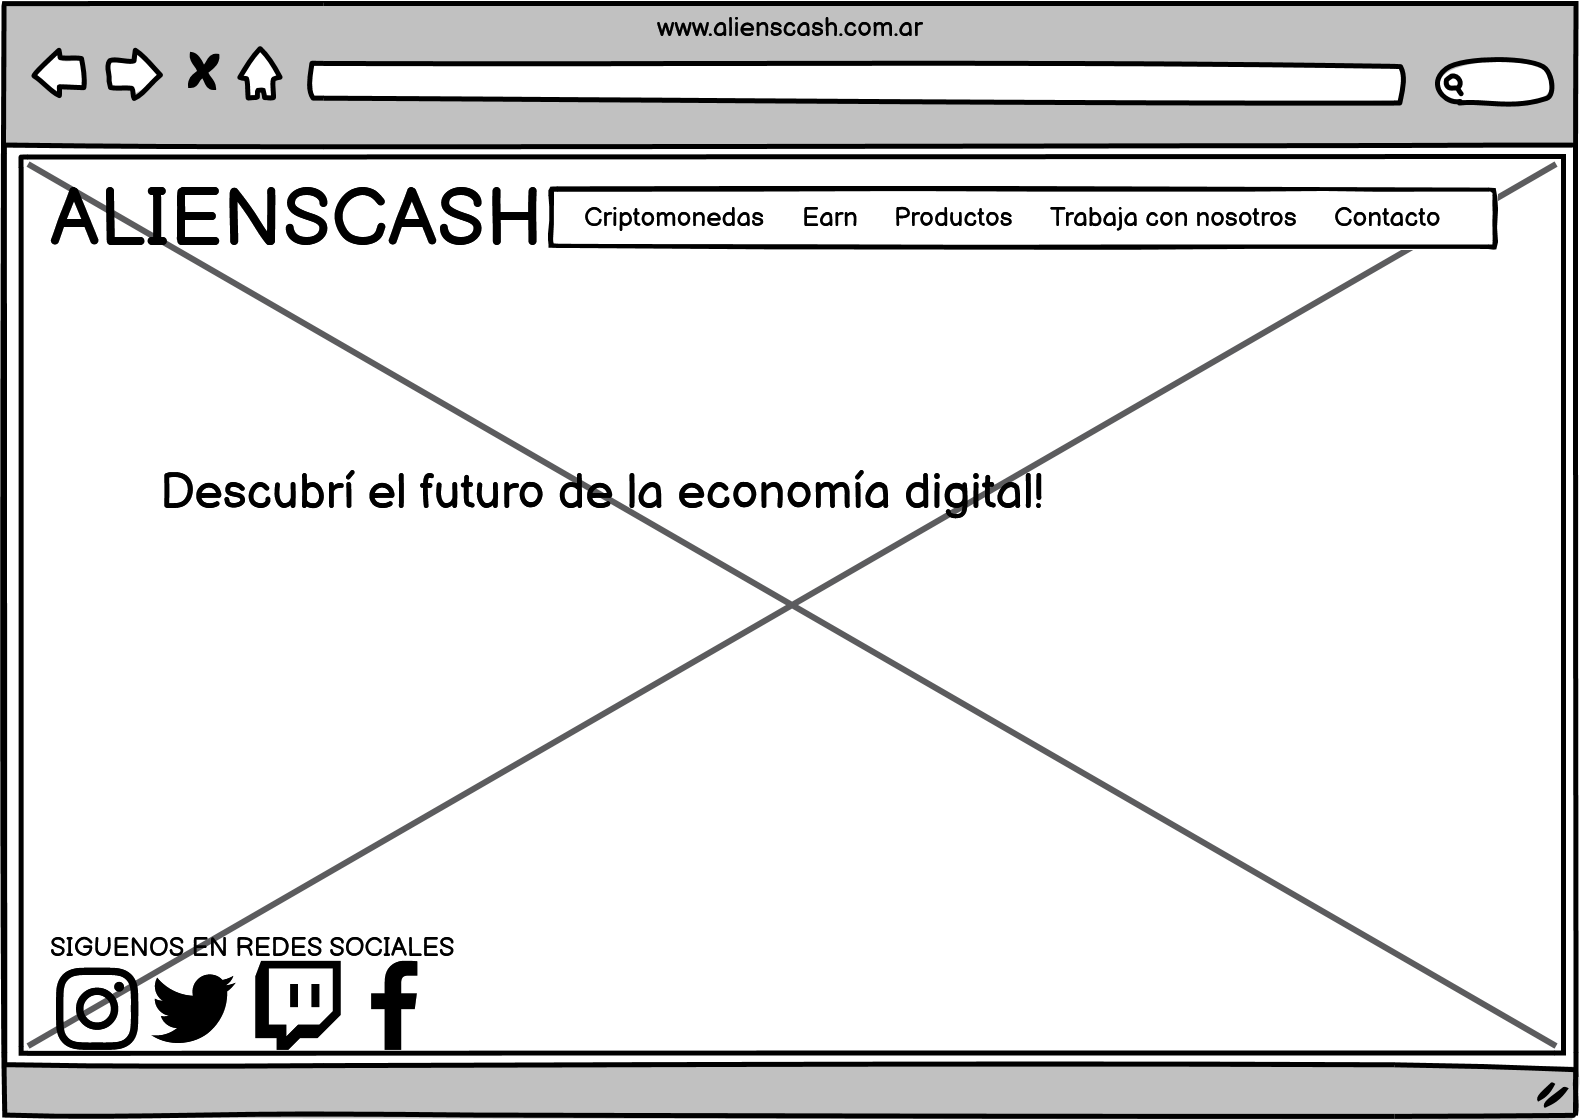 www.alienscash.com.ar
ALIENSCASH
Criptomonedas Earn Productos Trabaja con nosotros Contacto
Descubrí el futuro de la economía digital!
SIGUENOS EN REDES SOCIALES